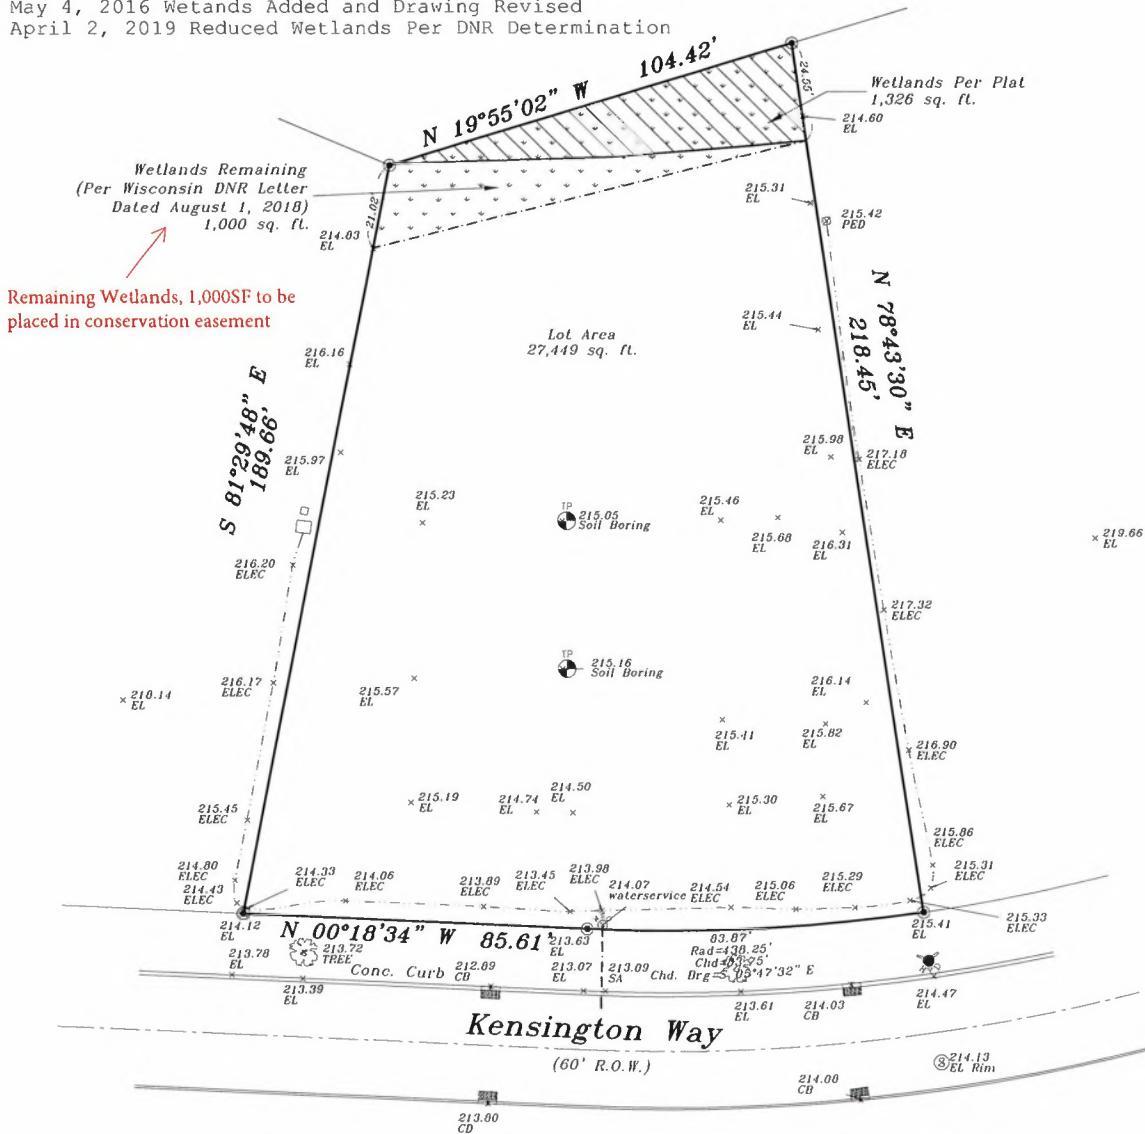 May 4, 2016 Wetands Added and Drawing Revised
April 2, 2019 Reduced Wetlands Per DNR Determination
N 19°55'02" W 104.42'
24.55'
Wetlands Per Plat
1,326 sq. ft.
214.60
EL
Wetlands Remaining
(Per Wisconsin DNR Letter
Dated August 1, 2018)
1,000 sq. ft.
21.02'
214.03
EL
215.31
EL
215.42
PED
Remaining Wetlands, 1,000SF to be
placed in conservation easement
N 78°43'30" E
218.45'
215.44
EL
Lot Area
27,449 sq. ft.
216.16
EL
S 81°29'48" E
189.66'
215.97
EL
215.98
EL
217.18
ELEC
215.23
EL
TP
215.05
Soil Boring
215.46
EL
215.68
EL
216.31
EL
219.66
EL
216.20
ELEC
217.32
ELEC
TP
215.16
Soil Boring
216.17
ELEC
218.14
EL
215.57
EL
216.14
EL
215.41
EL
215.82
EL
216.90
ELEC
215.19
EL
214.74
EL
214.50
EL
215.30
EL
215.67
EL
215.45
ELEC
215.86
ELEC
214.80
ELEC
214.43
ELEC
214.33
ELEC
214.06
ELEC
213.89
ELEC
213.45
ELEC
213.98
ELEC
214.07
waterservice
214.54
ELEC
215.06
ELEC
215.29
ELEC
215.31
ELEC
215.33
ELEC
214.12
EL
N 00°18'34" W 85.61'
213.63
EL
83.87'
Rad=438.25'
215.41
EL
213.78
EL
213.72
TREE
Conc. Curb
212.89
CB
213.07
EL
213.09
SA
Chd. Brg=
213.39
EL
213.61
EL
214.03
CB
214.47
EL
Kensington Way
(60' R.O.W.)
214.13
EL Rim
214.00
CB
213.80